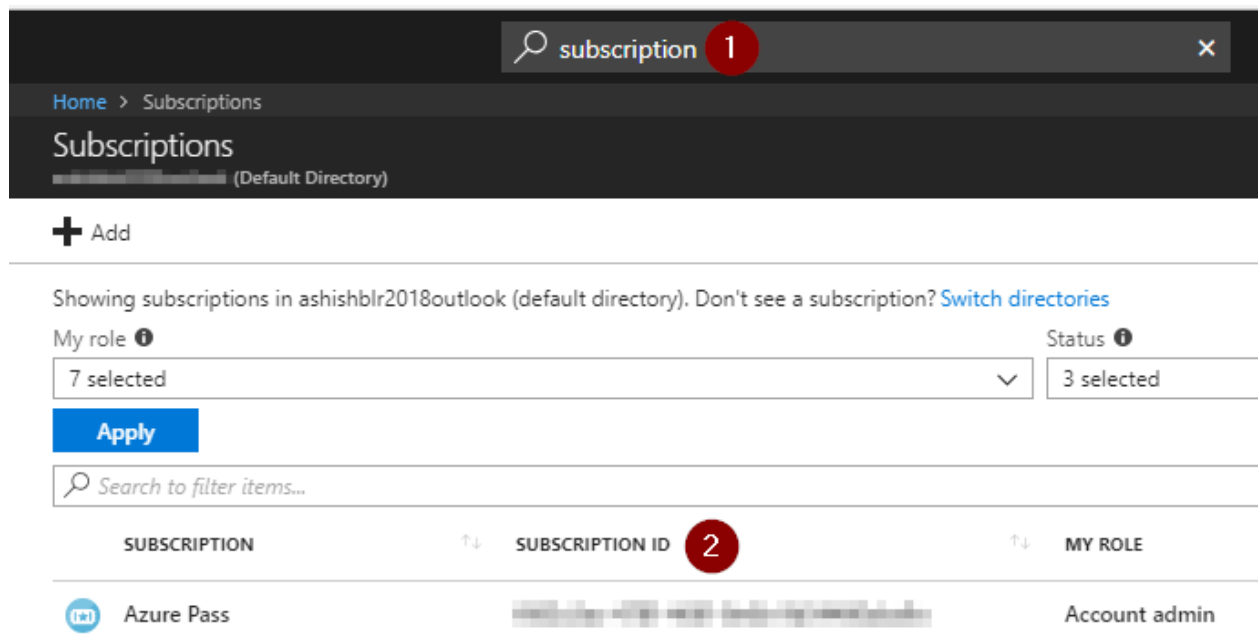 subscription 1
Home > Subscriptions
Subscriptions
(Default Directory)
Add
Showing subscriptions in ashishblr2018outlook (default directory). Don't see a subscription? Switch directories
My role Status
7 selected 3 selected
Apply
Search to filter items...
SUBSCRIPTION SUBSCRIPTION ID 2 MY ROLE
Azure Pass Account admin